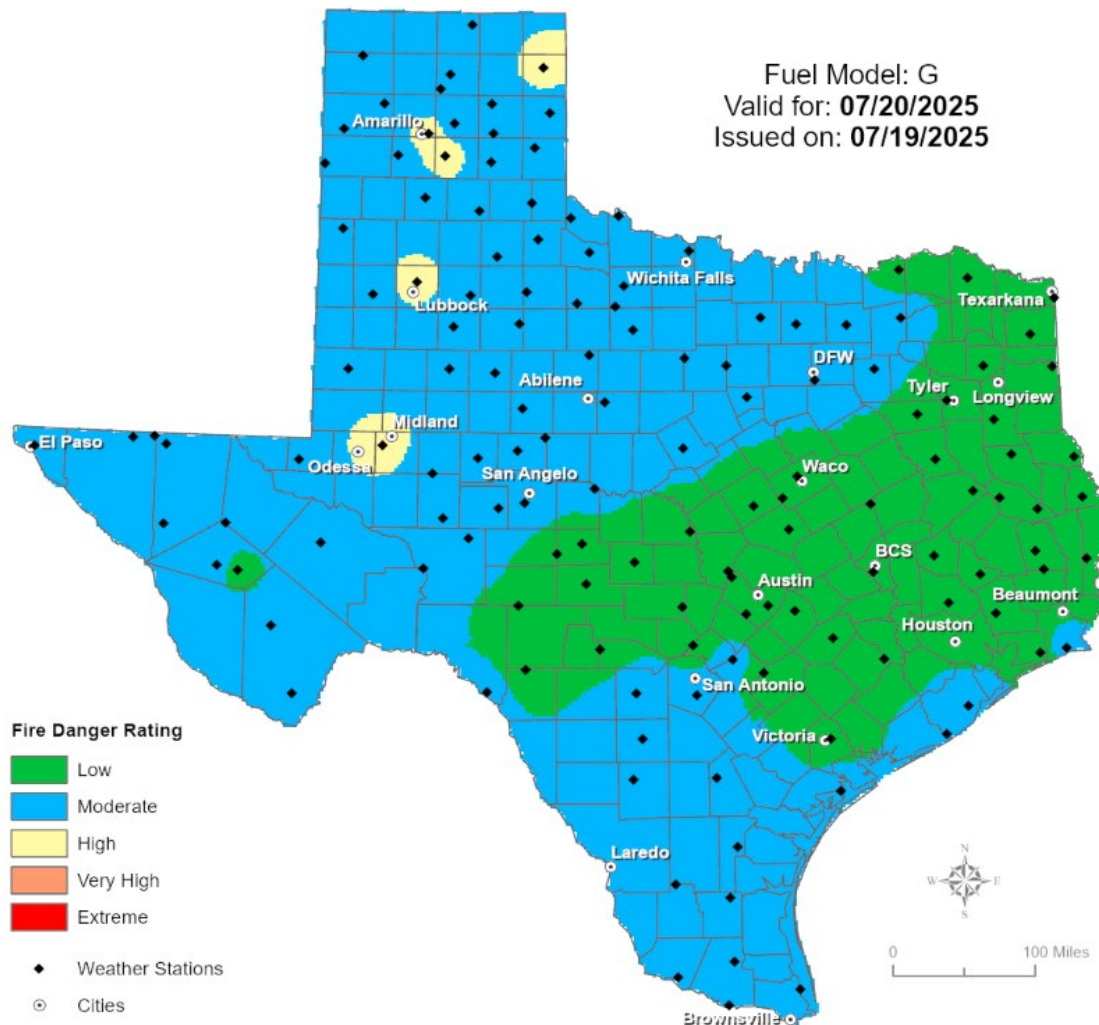 Fuel Model: G
Valid for: 07/20/2025
Issued on: 07/19/2025
Amarillo
Wichita Falls
Lubbock
Texarkana
DFW
Abilene
Tyler
Longview
Midland
El Paso
Odessa
San Angelo
Waco
BCS
Austin
Beaumont
Houston
San Antonio
Victoria
Laredo
Brownsville
Fire Danger Rating
Low
Moderate
High
Very High
Extreme
Weather Stations
Cities
N
W E
S
0 100 Miles